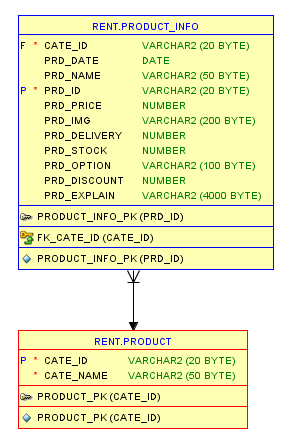 RENT.PRODUCT_INFO
F * CATE_ID VARCHAR2 (20 BYTE)
PRD_DATE DATE
PRD_NAME VARCHAR2 (50 BYTE)
P * PRD_ID VARCHAR2 (20 BYTE)
PRD_PRICE NUMBER
PRD_IMG VARCHAR2 (200 BYTE)
PRD_DELIVERY NUMBER
PRD_STOCK NUMBER
PRD_OPTION VARCHAR2 (100 BYTE)
PRD_DISCOUNT NUMBER
PRD_EXPLAIN VARCHAR2 (4000 BYTE)
PRODUCT_INFO_PK (PRD_ID)
FK_CATE_ID (CATE_ID)
PRODUCT_INFO_PK (PRD_ID)
RENT.PRODUCT
P * CATE_ID VARCHAR2 (20 BYTE)
* CATE_NAME VARCHAR2 (50 BYTE)
PRODUCT_PK (CATE_ID)
PRODUCT_PK (CATE_ID)